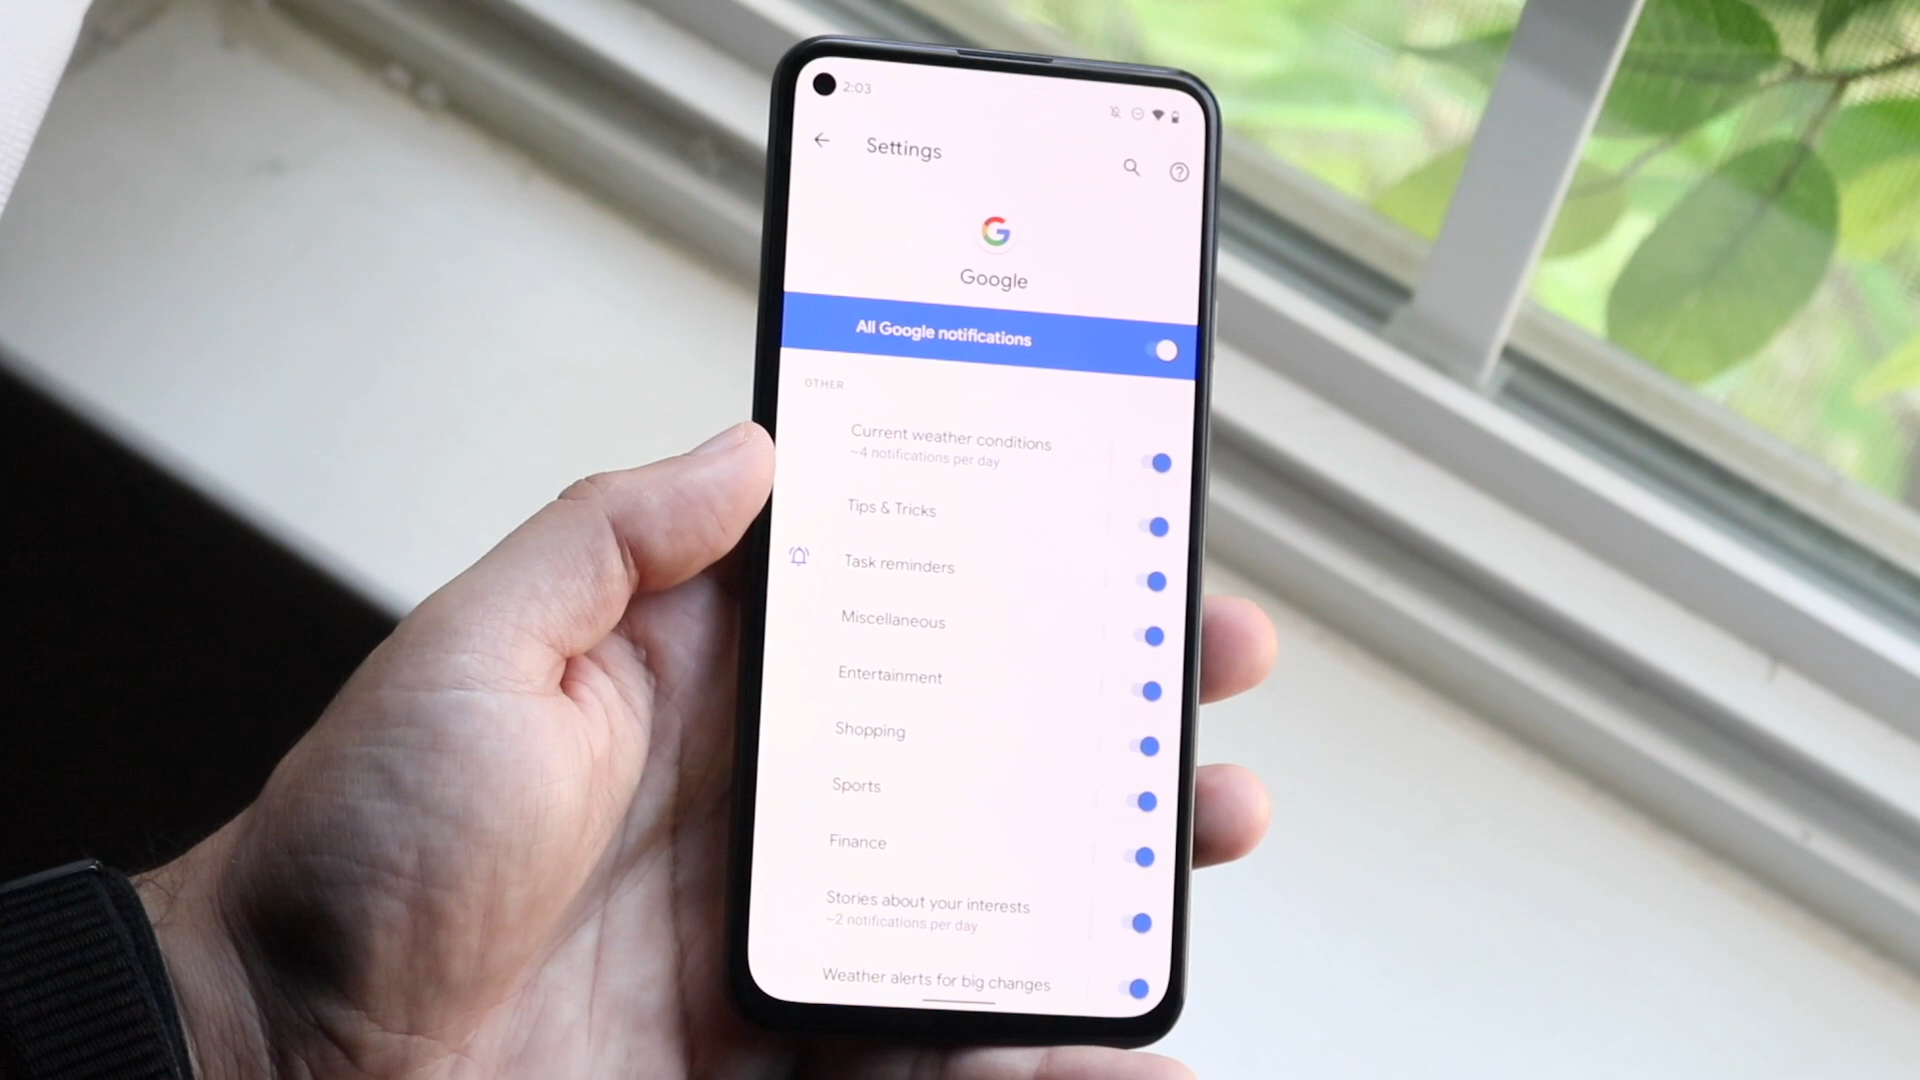 2:03
Settings
Google
All Google notifications
OTHER
Current weather conditions
~4 notifications per day
Tips & Tricks
Task reminders
Miscellaneous
Entertainment
Shopping
Sports
Finance
Stories about your interests
~2 notifications per day
Weather alerts for big changes